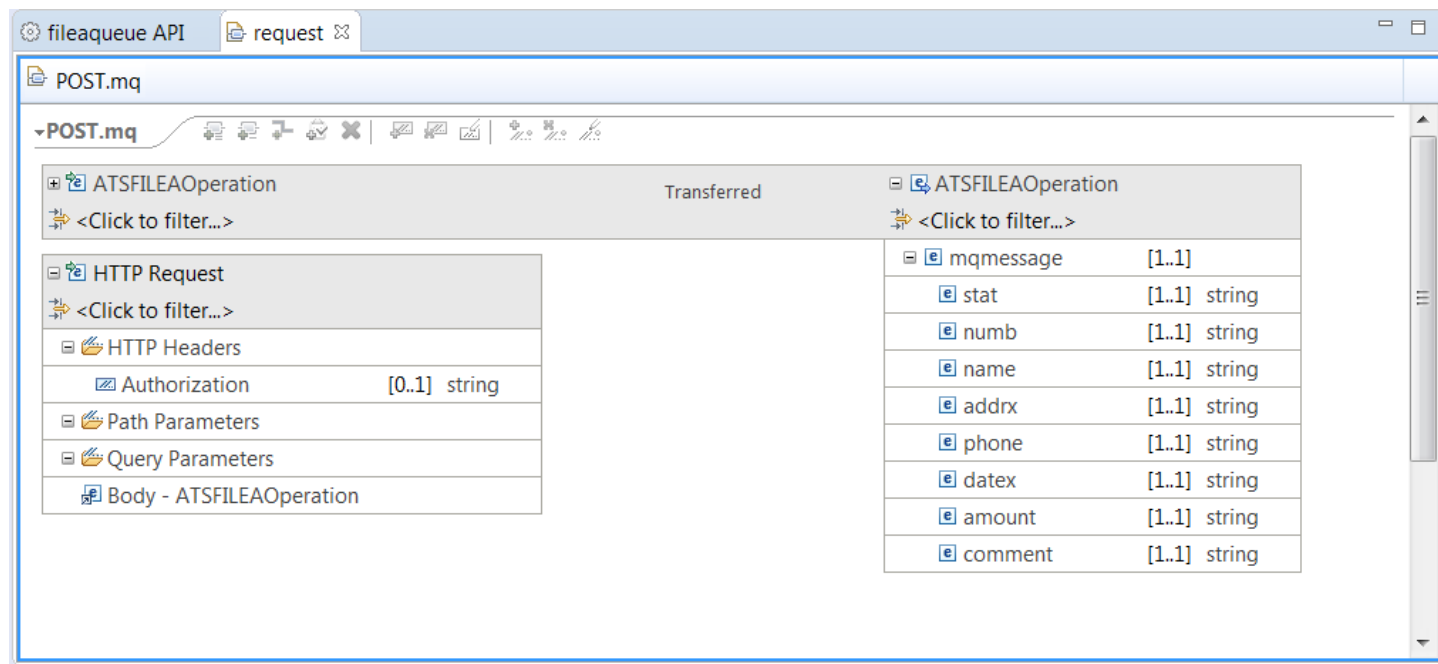 fileaqueue API request
POST.mq
POST.mq
ATSFILEAOperation Transferred ATSFILEAOperation
<Click to filter...> <Click to filter...>
HTTP Request
<Click to filter...>
HTTP Headers
Authorization [0..1] string
Path Parameters
Query Parameters
Body - ATSFILEAOperation
mqmessage [1..1]
stat [1..1] string
numb [1..1] string
name [1..1] string
addrx [1..1] string
phone [1..1] string
datex [1..1] string
amount [1..1] string
comment [1..1] string